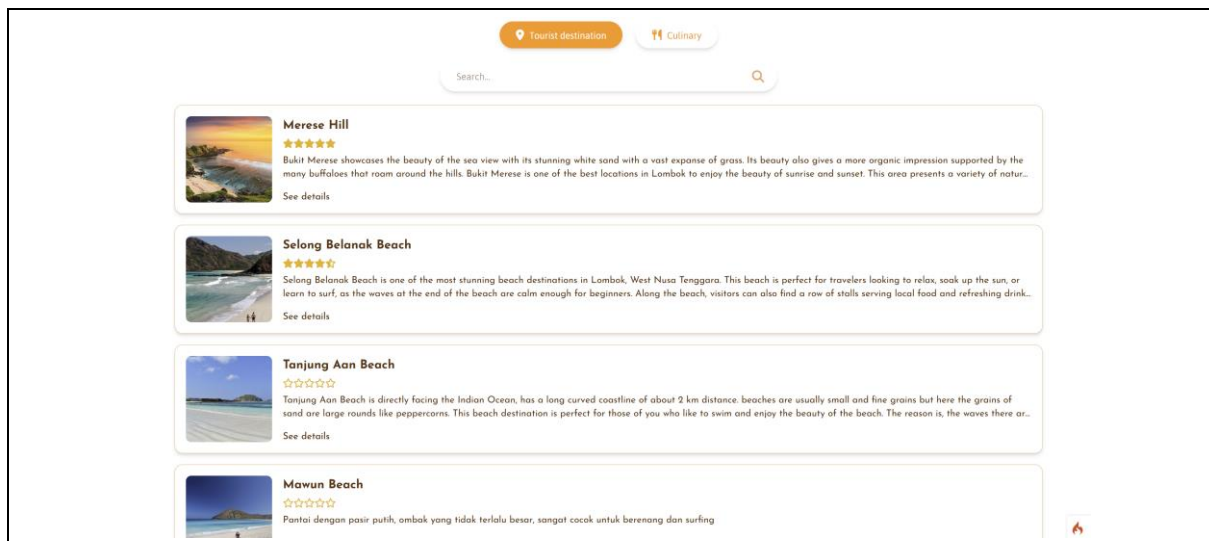 Tourist destination
Culinary
Search...
Merese Hill
Bukit Merese showcases the beauty of the sea view with its stunning white sand with a vast expanse of grass. Its beauty also gives a more organic impression supported by the
many buffaloes that roam around the hills. Bukit Merese is one of the best locations in Lombok to enjoy the beauty of sunrise and sunset. This area presents a variety of natur...
See details
Selong Belanak Beach
Selong Belanak Beach is one of the most stunning beach destinations in Lombok, West Nusa Tenggara. This beach is perfect for travelers looking to relax, soak up the sun, or
learn to surf, as the waves at the end of the beach are calm enough for beginners. Along the beach, visitors can also find a row of stalls serving local food and refreshing drink...
See details
Tanjung Aan Beach
Tanjung Aan Beach is directly facing the Indian Ocean, has a long curved coastline of about 2 km distance. beaches are usually small and fine grains but here the grains of
sand are large rounds like peppercorns. This beach destination is perfect for those of you who like to swim and enjoy the beauty of the beach. The reason is, the waves there ar...
See details
Mawun Beach
Pantai dengan pasir putih, ombak yang tidak terlalu besar, sangat cocok untuk berenang dan surfing